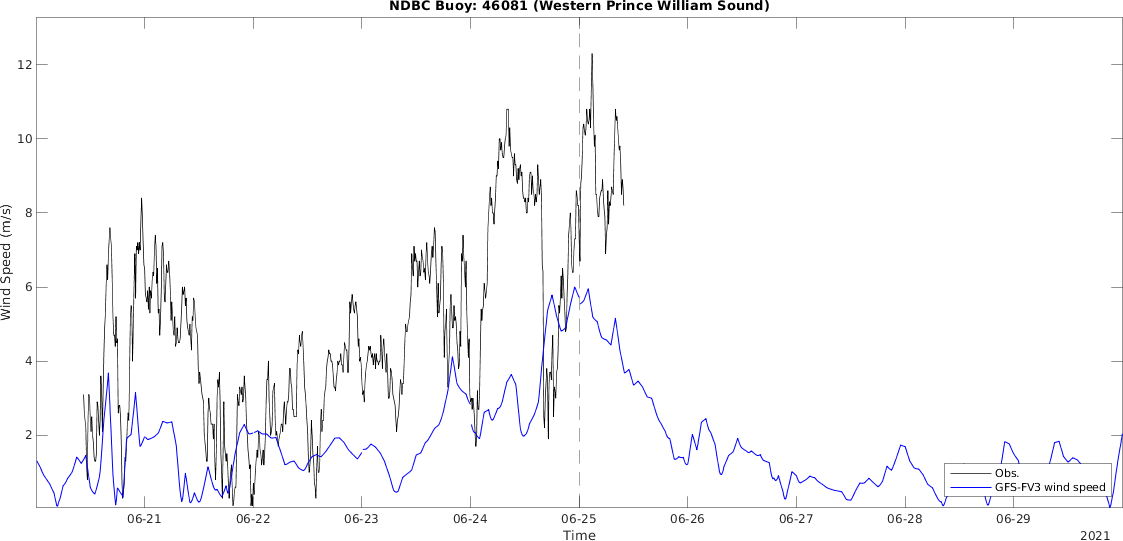 NDBC Buoy: 46081 (Western Prince William Sound)
12
10
8
6
4
2
Wind Speed (m/s)
06-21 06-22 06-23 06-24 06-25 06-26 06-27 06-28 06-29
Time
2021
Obs.
GFS-FV3 wind speed